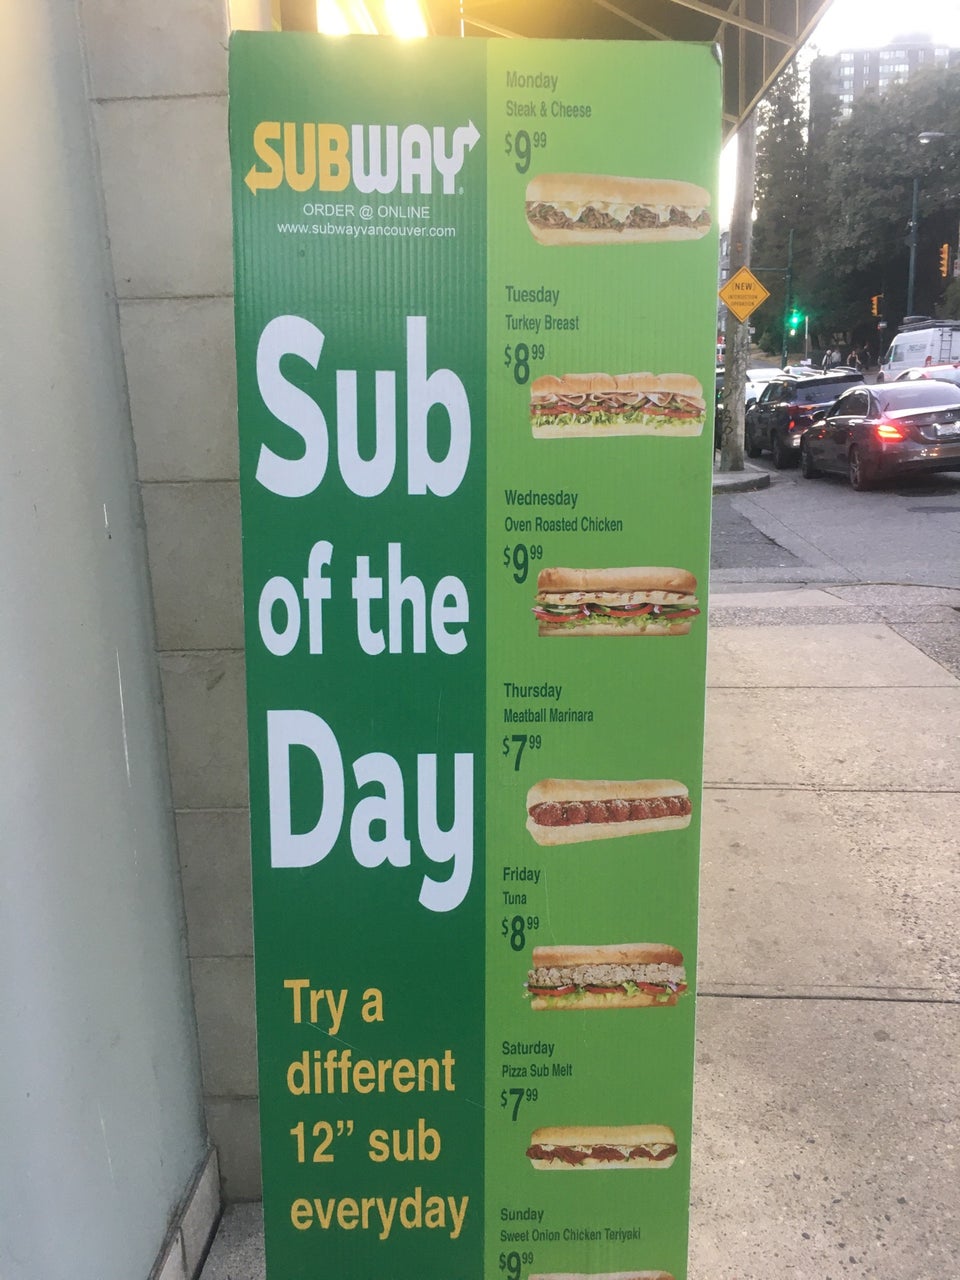 SUBWAY
ORDER @ ONLINE
www.subwayvancouver.com
Sub
of the
Day
Try a
different
12” sub
everyday
Monday
Steak & Cheese
$9.99
Tuesday
Turkey Breast
$8.99
Wednesday
Oven Roasted Chicken
$9.99
Thursday
Meatball Marinara
$7.99
Friday
Tuna
$8.99
Saturday
Pizza Sub Melt
$7.99
Sunday
Sweet Onion Chicken Teriyaki
$9.99
NEW
INTERSECTION
OPERATION